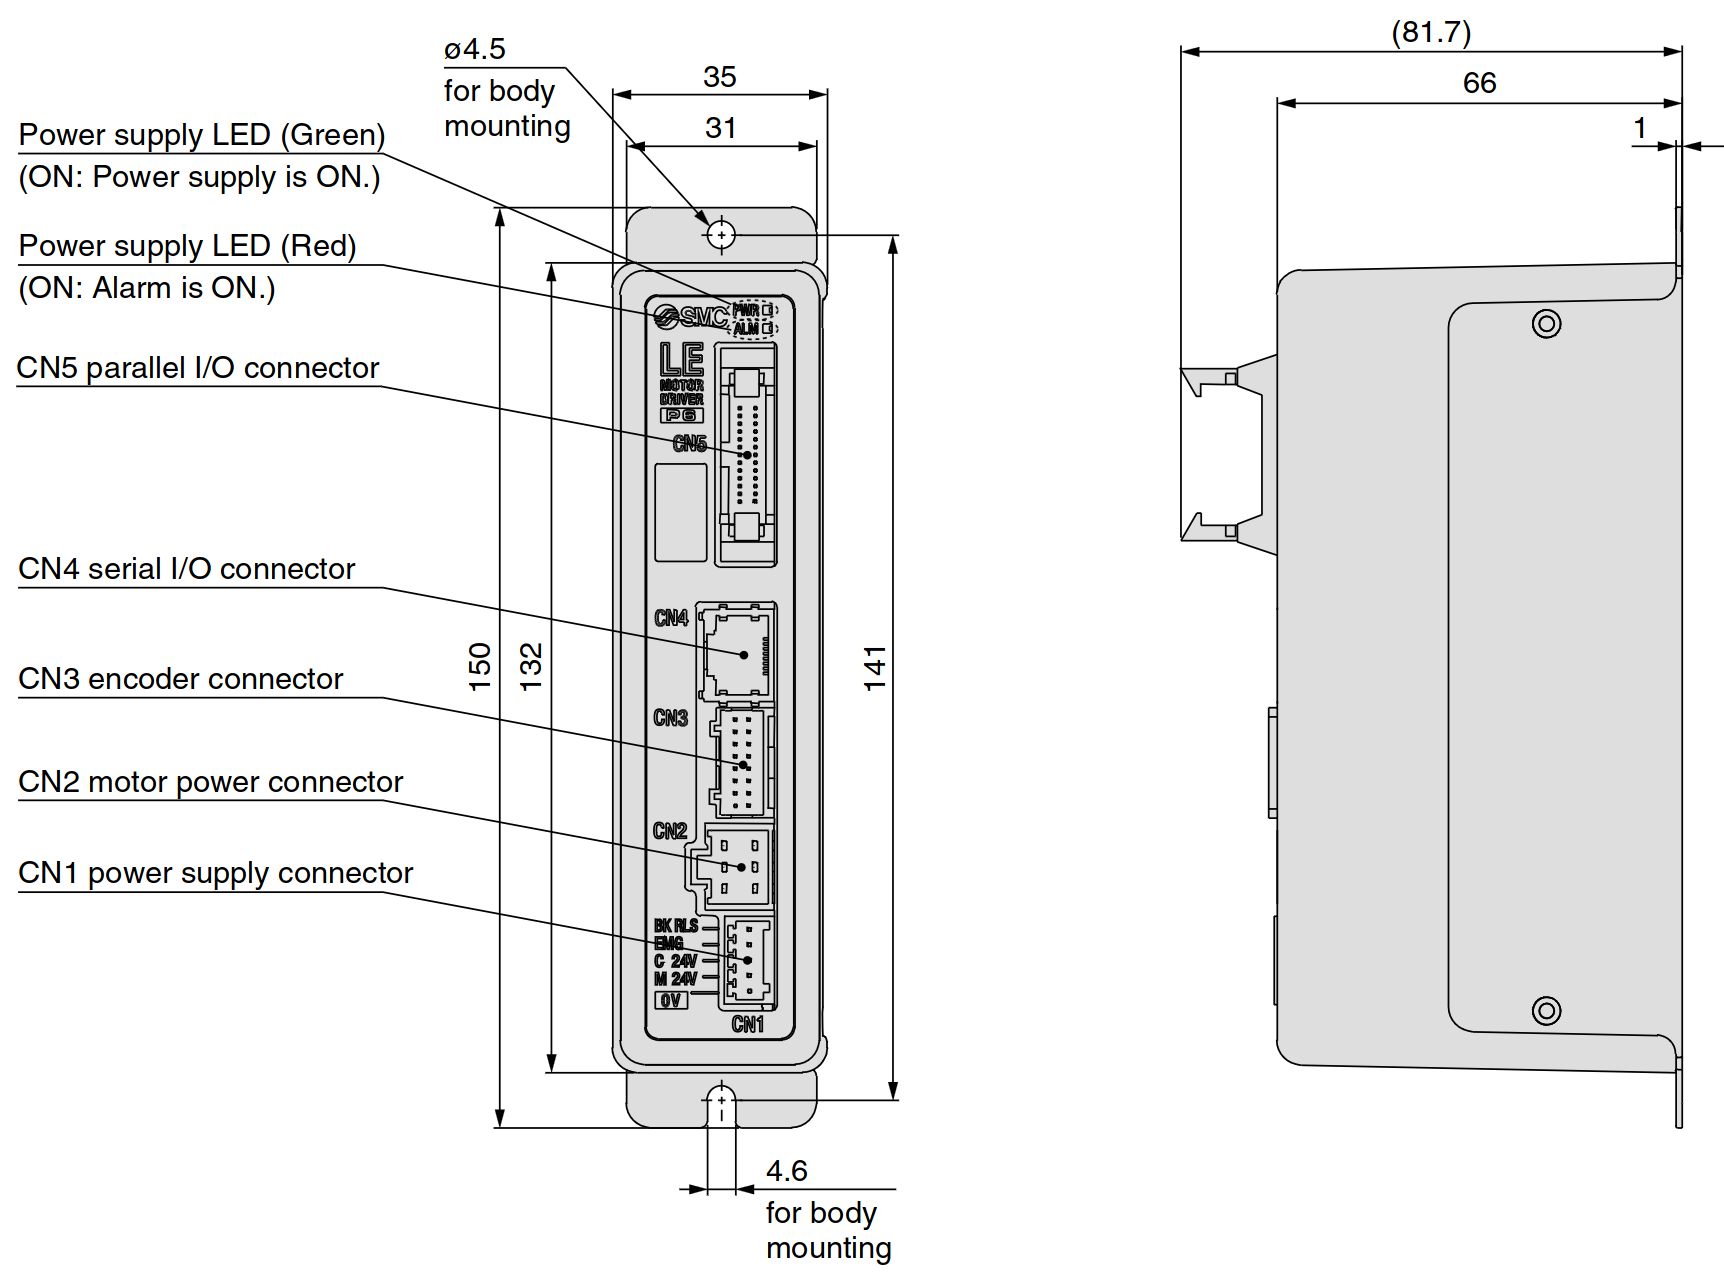 ø4.5
for body
mounting
35
31
Power supply LED (Green)
(ON: Power supply is ON.)
Power supply LED (Red)
(ON: Alarm is ON.)
CN5 parallel I/O connector
CN4 serial I/O connector
CN3 encoder connector
CN2 motor power connector
CN1 power supply connector
150
132
141
SMC
PWR
ALM
LE
MOTOR
DRIVER
P6
CN5
CN4
CN3
CN2
BK RLS
EMG
C 24V
M 24V
0V
CN1
4.6
for body
mounting
(81.7)
66
1